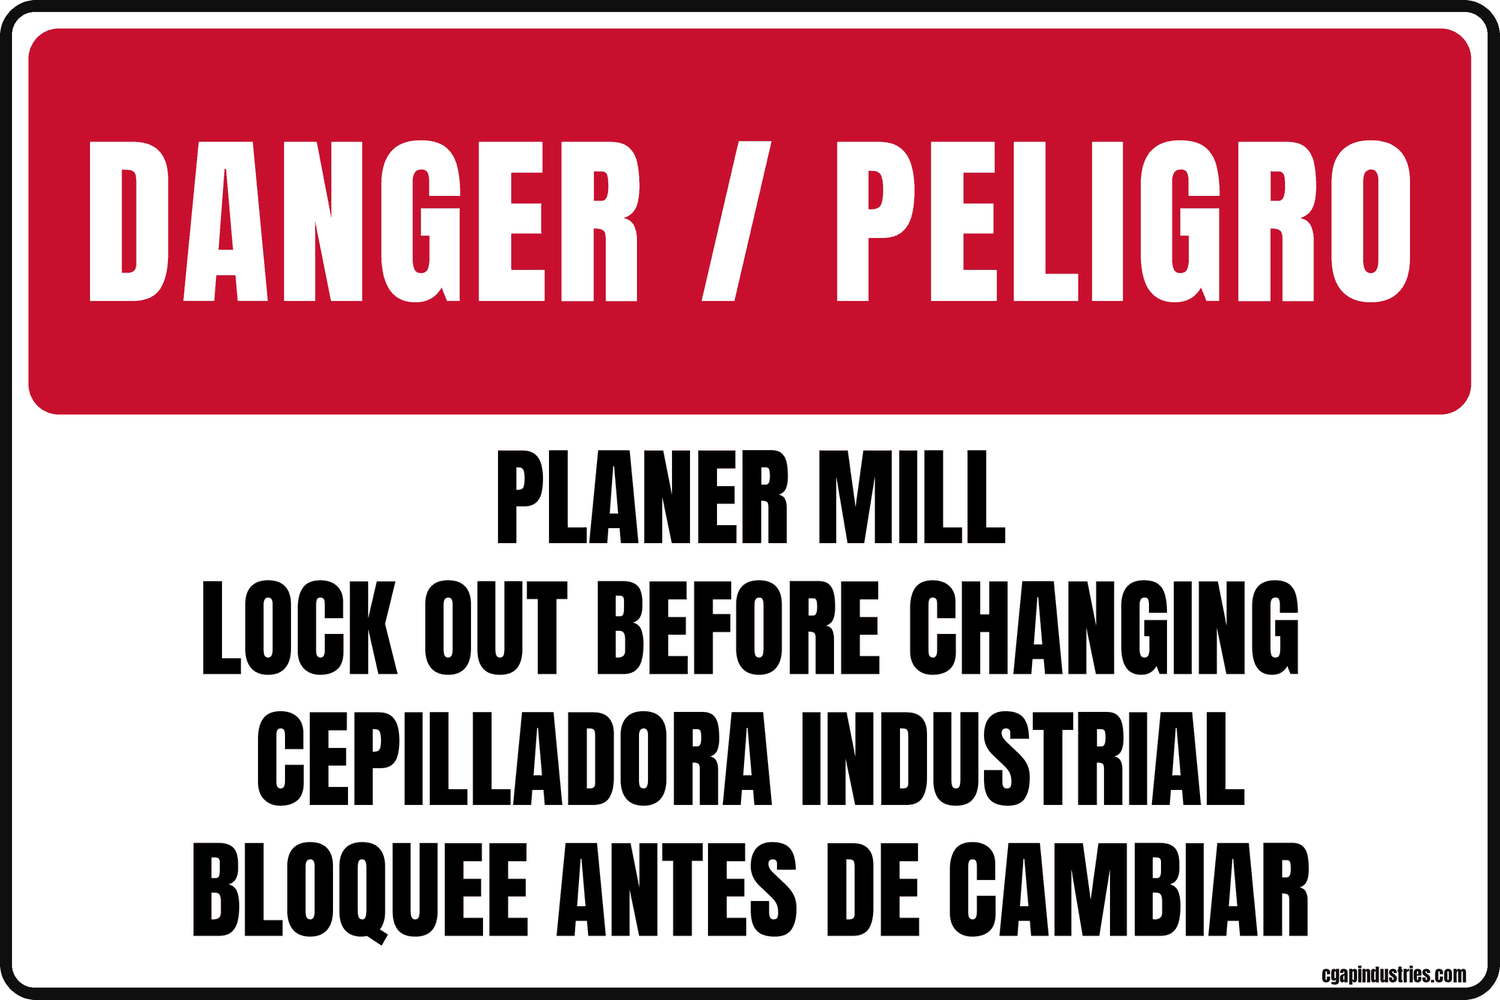 DANGER / PELIGRO
PLANER MILL
LOCK OUT BEFORE CHANGING
CEPILLADORA INDUSTRIAL
BLOQUEE ANTES DE CAMBIAR
cgapindustries.com